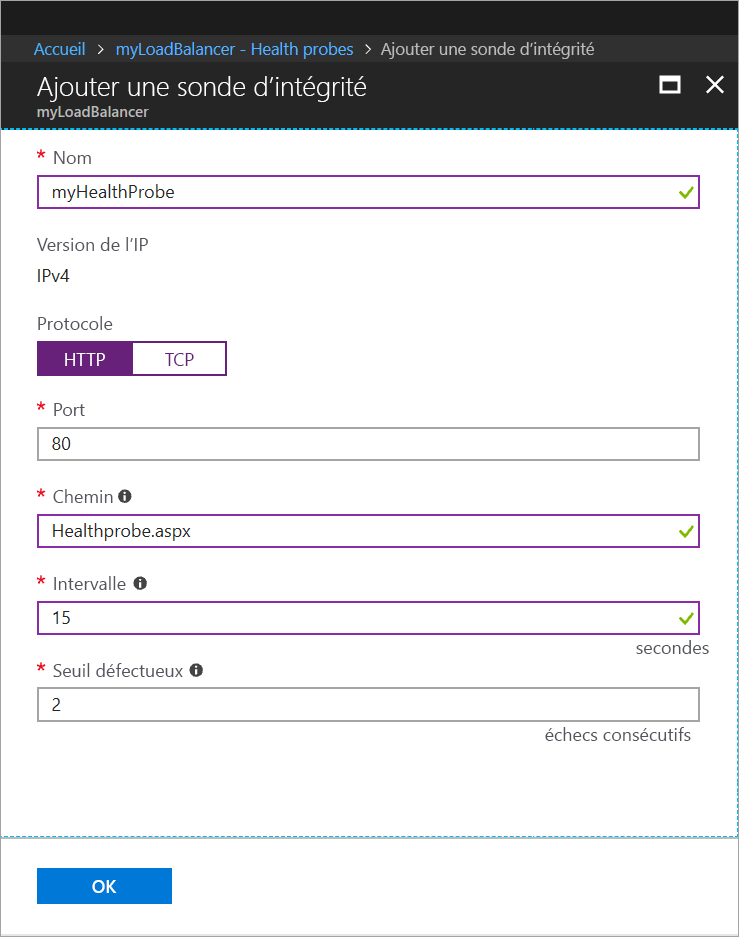 Accueil > myLoadBalancer - Health probes > Ajouter une sonde d’intégrité
Ajouter une sonde d’intégrité
myLoadBalancer
* Nom
myHealthProbe
Version de l’IP
IPv4
Protocole
HTTP TCP
* Port
80
* Chemin
Healthprobe.aspx
* Intervalle
15
secondes
* Seuil défectueux
2
échecs consécutifs
OK